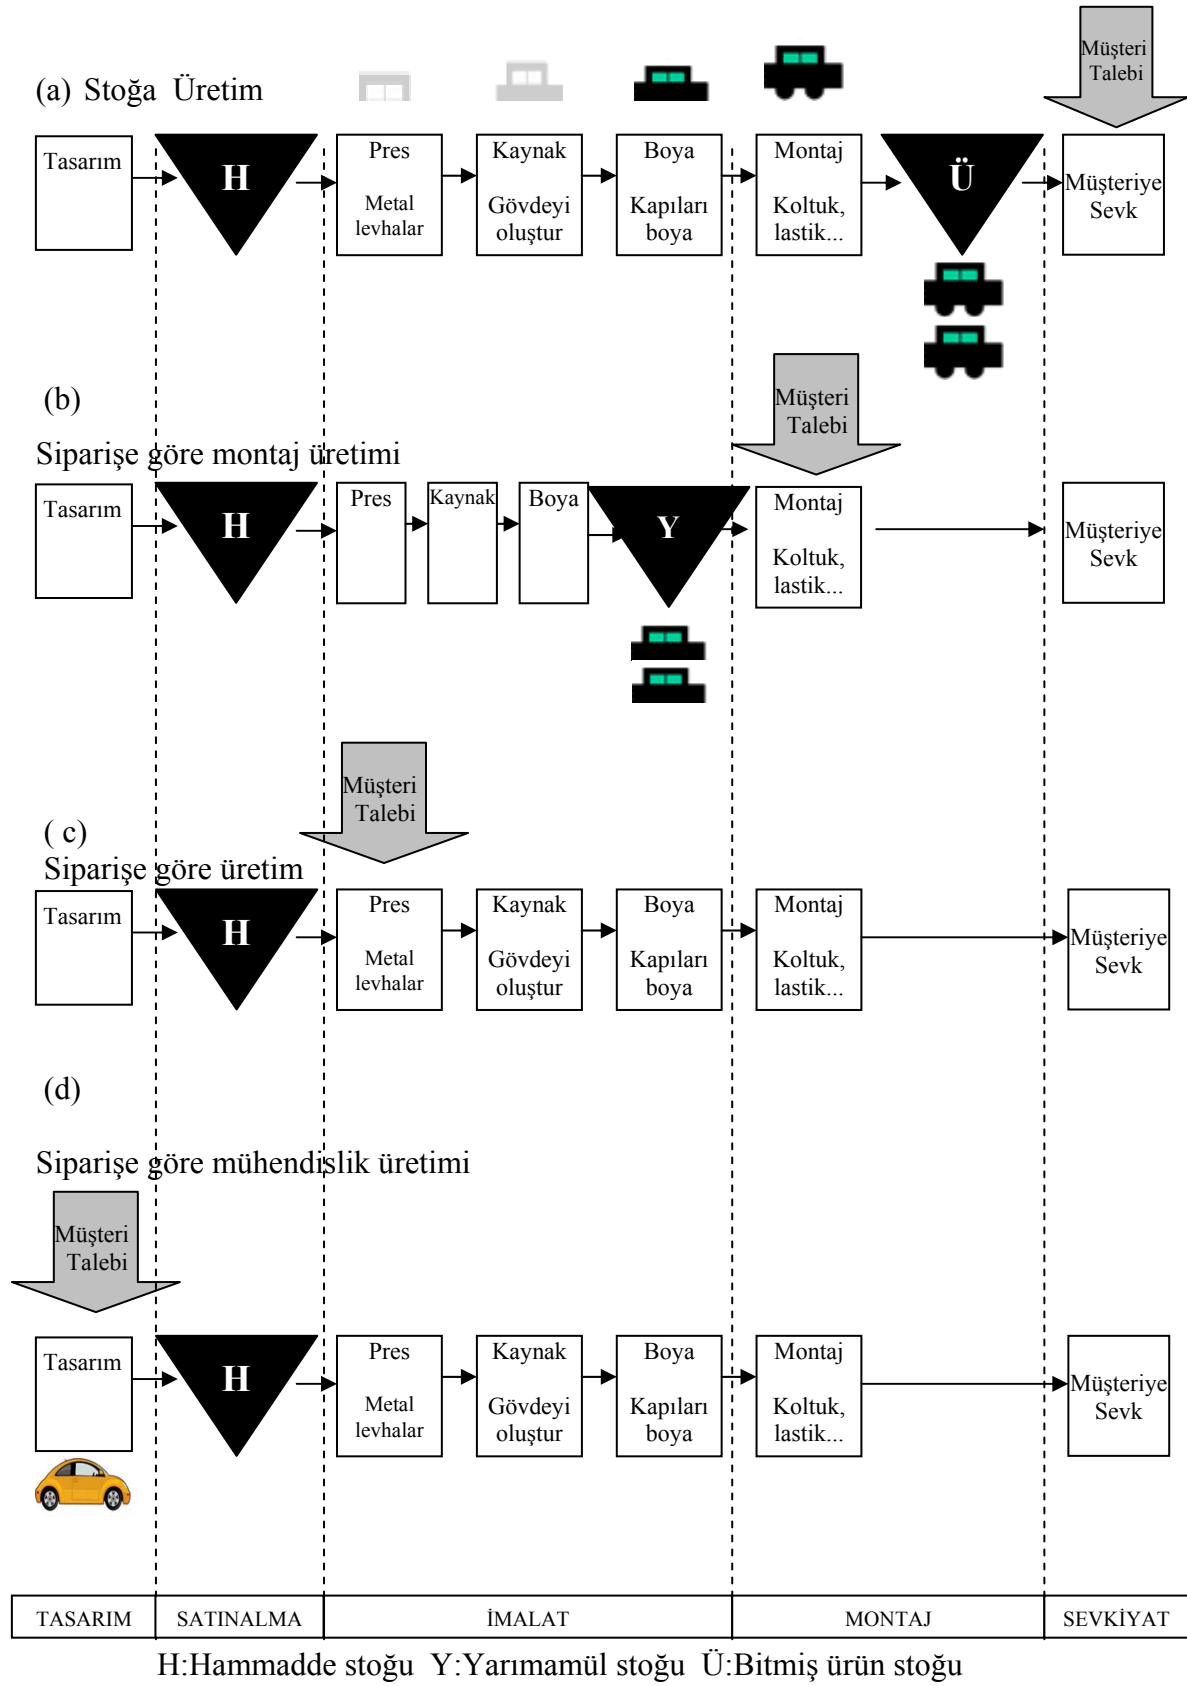 Müşteri
Talebi
(a) Stoğa Üretim
Tasarım
H
Pres
Metal
levhalar
Kaynak
Gövdeyi
oluştur
Boya
Kapıları
boya
Montaj
Koltuk,
lastik...
Ü
Müşteriye
Sevk
(b)
Müşteri
Talebi
Siparişe göre montaj üretimi
Tasarım
H
Pres
Kaynak
Boya
Y
Montaj
Koltuk,
lastik...
Müşteriye
Sevk
Müşteri
Talebi
( c)
Siparişe göre üretim
Tasarım
H
Pres
Metal
levhalar
Kaynak
Gövdeyi
oluştur
Boya
Kapıları
boya
Montaj
Koltuk,
lastik...
Müşteriye
Sevk
(d)
Siparişe göre mühendislik üretimi
Müşteri
Talebi
Tasarım
H
Pres
Metal
levhalar
Kaynak
Gövdeyi
oluştur
Boya
Kapıları
boya
Montaj
Koltuk,
lastik...
Müşteriye
Sevk
TASARIM SATINALMA İMALAT MONTAJ SEVKİYAT
H:Hammadde stoğu Y:Yarımamül stoğu Ü:Bitmiş ürün stoğu